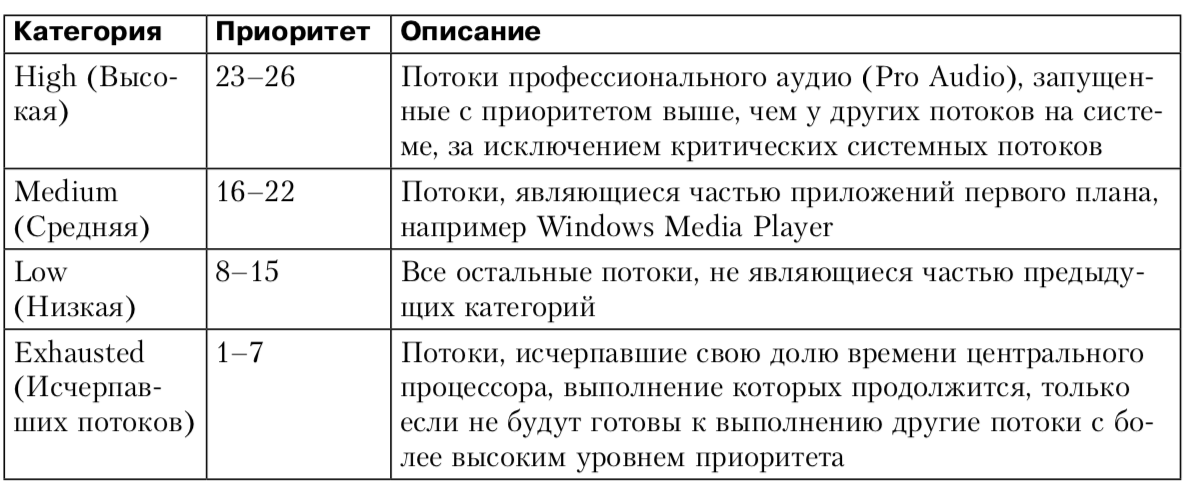 Категория Приоритет Описание
High (Высо- 23–26 Потоки профессионального аудио (Pro Audio), запущен-
кая) ные с приоритетом выше, чем у других потоков на систе-
ме, за исключением критических системных потоков
Medium 16–22 Потоки, являющиеся частью приложений первого плана,
(Средняя) например Windows Media Player
Low 8–15 Все остальные потоки, не являющиеся частью предыду-
(Низкая) щих категорий
Exhausted 1–7 Потоки, исчерпавшие свою долю времени центрального
(Исчерпав- процессора, выполнение которых продолжится, только
ших потоков) если не будут готовы к выполнению другие потоки с бо-
лее высоким уровнем приоритета